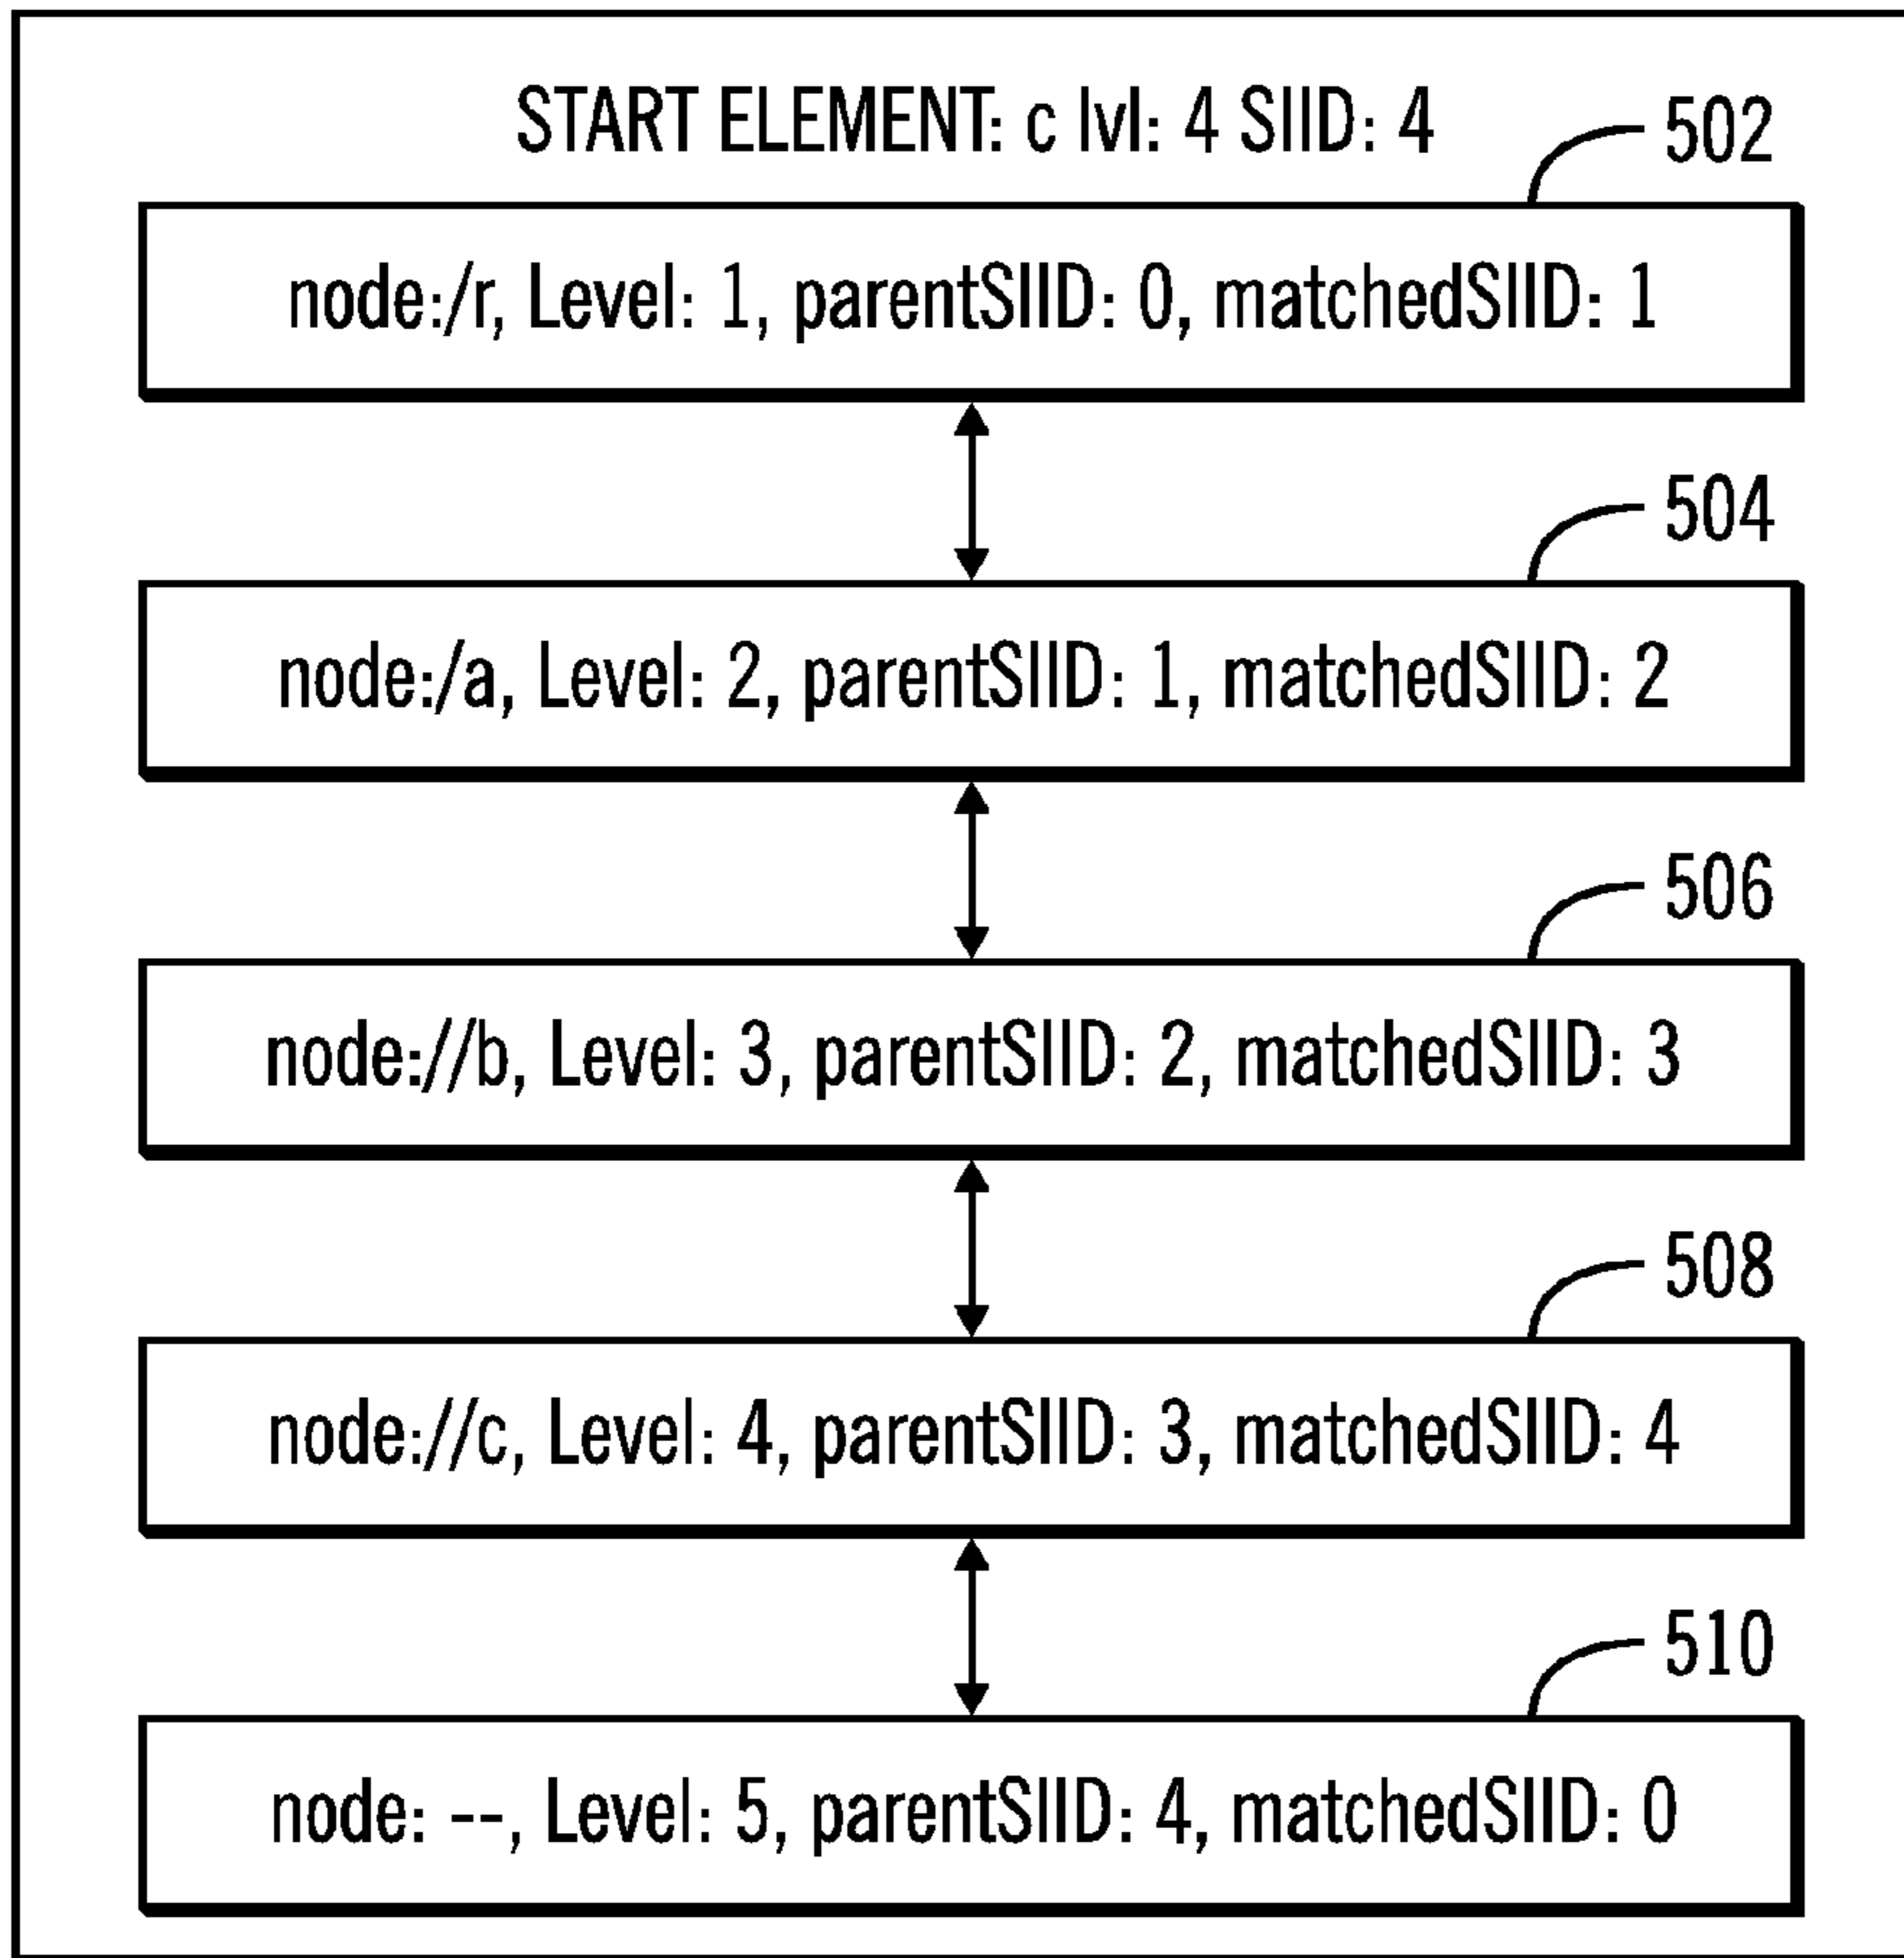 START ELEMENT: c lvl: 4 SIID: 4
502
node:/r, Level: 1, parentSIID: 0, matchedSIID: 1
504
node:/a, Level: 2, parentSIID: 1, matchedSIID: 2
506
node://b, Level: 3, parentSIID: 2, matchedSIID: 3
508
node://c, Level: 4, parentSIID: 3, matchedSIID: 4
510
node: --, Level: 5, parentSIID: 4, matchedSIID: 0